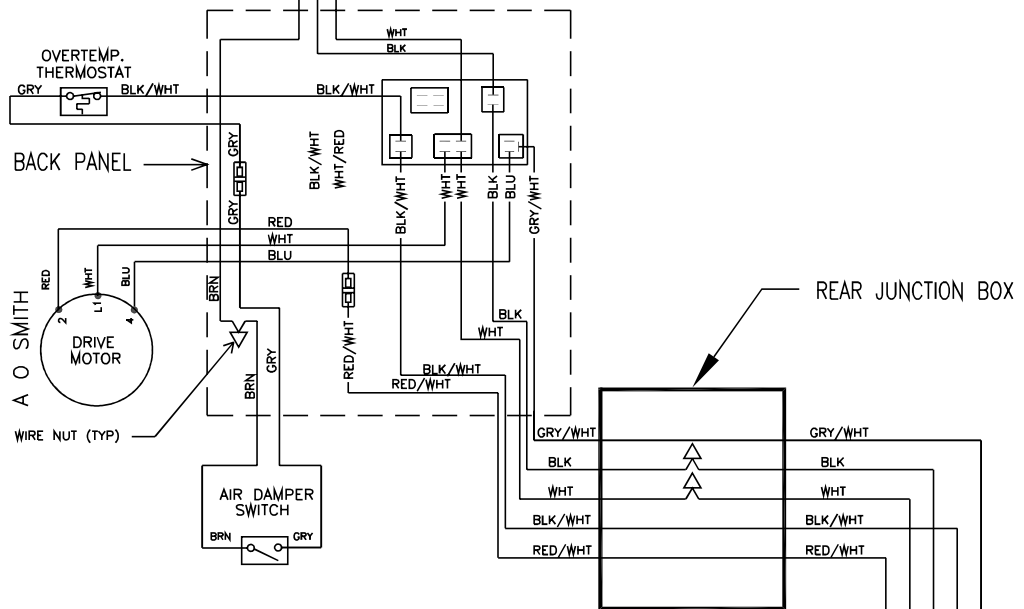 WHT
BLK
OVERTEMP.
THERMOSTAT
GRY
BLK/WHT
BLK/WHT
BACK PANEL
GRY
BLK/WHT
WHT/RED
GRY
BLK/WHT
WHT
WHT
BLK
BLU
GRY/WHT
RED
WHT
BLU
RED
WHT
BLU
BRN
A O SMITH
2
L1
4
DRIVE
MOTOR
REAR JUNCTION BOX
BLK
WHT
RED/WHT
GRY
BRN
BLK/WHT
RED/WHT
WIRE NUT (TYP)
GRY/WHT
GRY/WHT
BLK
BLK
WHT
WHT
BLK/WHT
BLK/WHT
RED/WHT
RED/WHT
AIR DAMPER
SWITCH
BRN
GRY